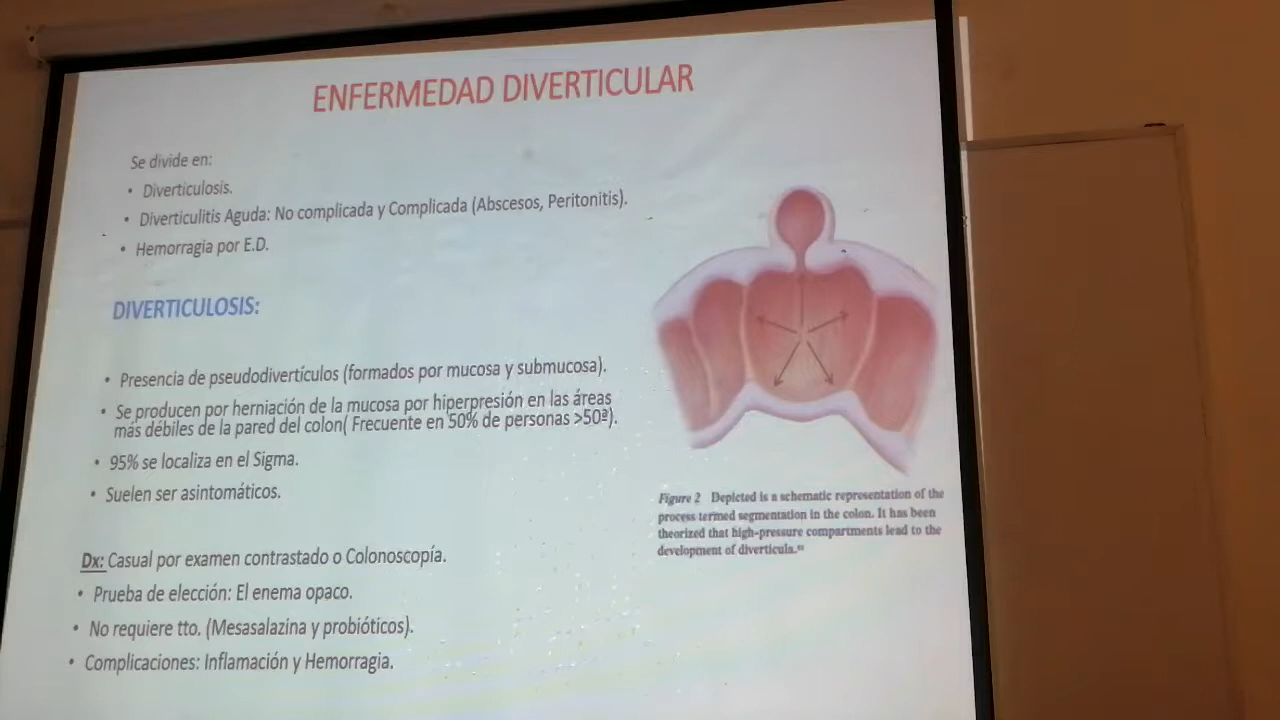 ENFERMEDAD DIVERTICULAR
Se divide en:
• Diverticulosis.
• Diverticulitis Aguda: No complicada y Complicada (Abscesos, Peritonitis).
• Hemorragia por E.D.
DIVERTICULOSIS:
• Presencia de pseudodivertículos (formados por mucosa y submucosa).
• Se producen por herniación de la mucosa por hiperpresión en las áreas
más débiles de la pared del colon( Frecuente en 50% de personas >50ª).
• 95% se localiza en el Sigma.
• Suelen ser asintomáticos.
Dx: Casual por examen contrastado o Colonoscopía.
• Prueba de elección: El enema opaco.
• No requiere tto. (Mesasalazina y probióticos).
• Complicaciones: Inflamación y Hemorragia.
Figure 2 Depicted is a schematic representation of the
process termed segmentation in the colon. It has been
theorized that high-pressure compartments lead to the
development of diverticula.